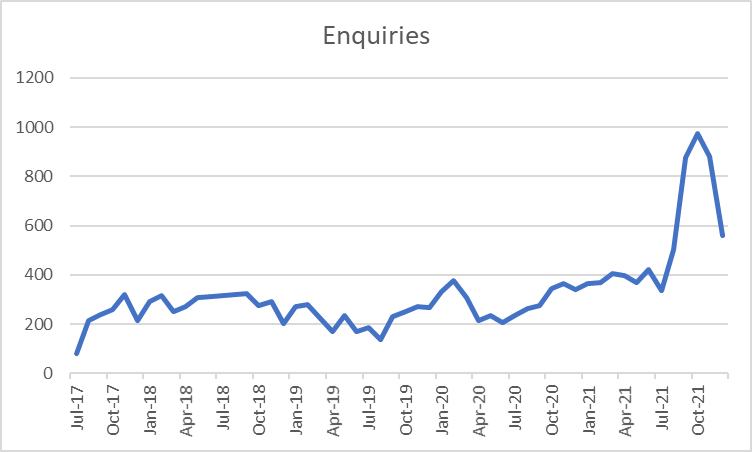 Enquiries
1200
1000
800
600
400
200
0
Jul-17
Oct-17
Jan-18
Apr-18
Jul-18
Oct-18
Jan-19
Apr-19
Jul-19
Oct-19
Jan-20
Apr-20
Jul-20
Oct-20
Jan-21
Apr-21
Jul-21
Oct-21